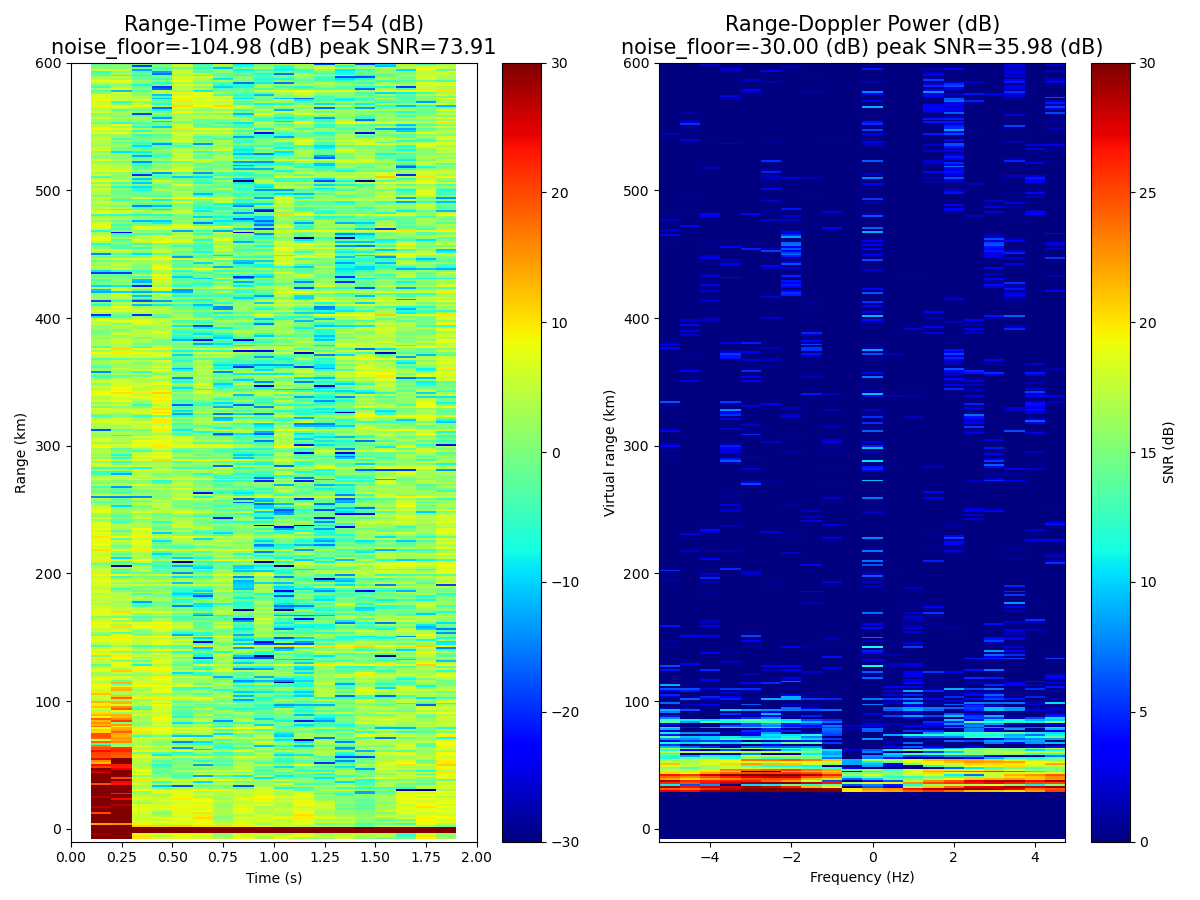 Range-Time Power f=54 (dB)
noise_floor=-104.98 (dB) peak SNR=73.91
600
500
400
300
200
100
0
Range (km)
0.00 0.25 0.50 0.75 1.00 1.25 1.50 1.75 2.00
Time (s)
30
20
10
0
−10
−20
−30
Range-Doppler Power (dB)
noise_floor=-30.00 (dB) peak SNR=35.98 (dB)
600
500
400
300
200
100
0
Virtual range (km)
−4 −2 0 2 4
Frequency (Hz)
30
25
20
15
10
5
0
SNR (dB)